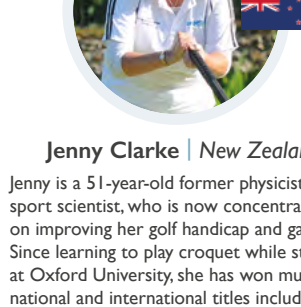 Jenny Clarke | New Zeala
Jenny is a 51-year-old former physicist
sport scientist, who is now concentra
on improving her golf handicap and ga
Since learning to play croquet while st
at Oxford University, she has won mu
national and international titles includ